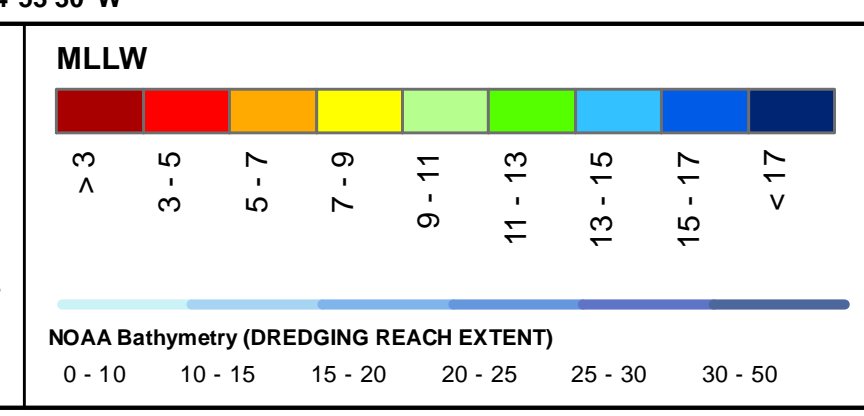 MLLW
> 3
3 - 5
5 - 7
7 - 9
9 - 11
11 - 13
13 - 15
15 - 17
< 17
NOAA Bathymetry (DREDGING REACH EXTENT)
0 - 10 10 - 15 15 - 20 20 - 25 25 - 30 30 - 50